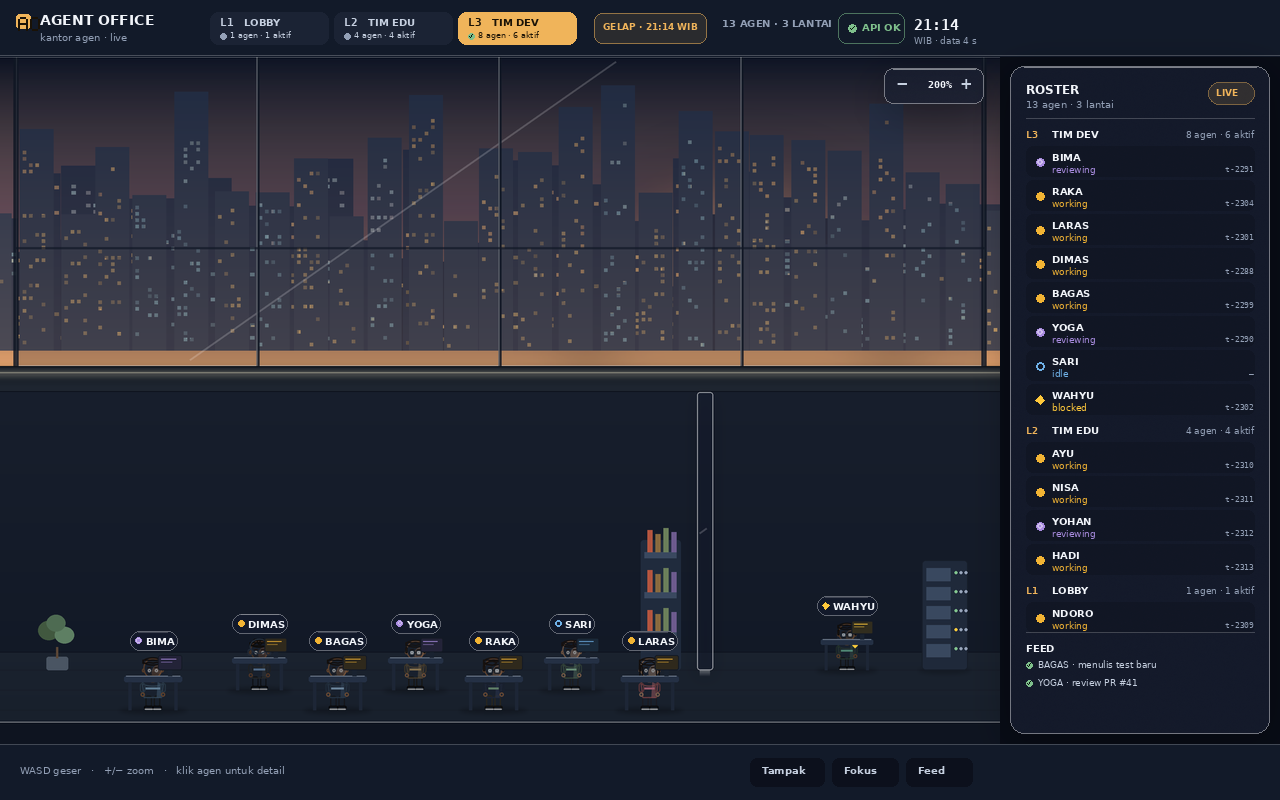 AGENT OFFICE
kantor agen · live
L1 LOBBY
1 agen · 1 aktif
L2 TIM EDU
4 agen · 4 aktif
L3 TIM DEV
8 agen · 6 aktif
GELAP · 21:14 WIB
13 AGEN · 3 LANTAI
API OK
21:14
WIB · data 4 s
− 200% +
ROSTER
13 agen · 3 lantai
LIVE
L3 TIM DEV 8 agen · 6 aktif
BIMA
reviewing t-2291
RAKA
working t-2304
LARAS
working t-2301
DIMAS
working t-2288
BAGAS
working t-2299
YOGA
reviewing t-2290
SARI
idle —
WAHYU
blocked t-2302
L2 TIM EDU 4 agen · 4 aktif
AYU
working t-2310
NISA
working t-2311
YOHAN
reviewing t-2312
HADI
working t-2313
L1 LOBBY 1 agen · 1 aktif
NDORO
working t-2309
FEED
BAGAS · menulis test baru
YOGA · review PR #41
WAHYU
DIMAS
YOGA
SARI
BIMA
BAGAS
RAKA
LARAS
WASD geser · +/− zoom · klik agen untuk detail
Tampak
Fokus
Feed